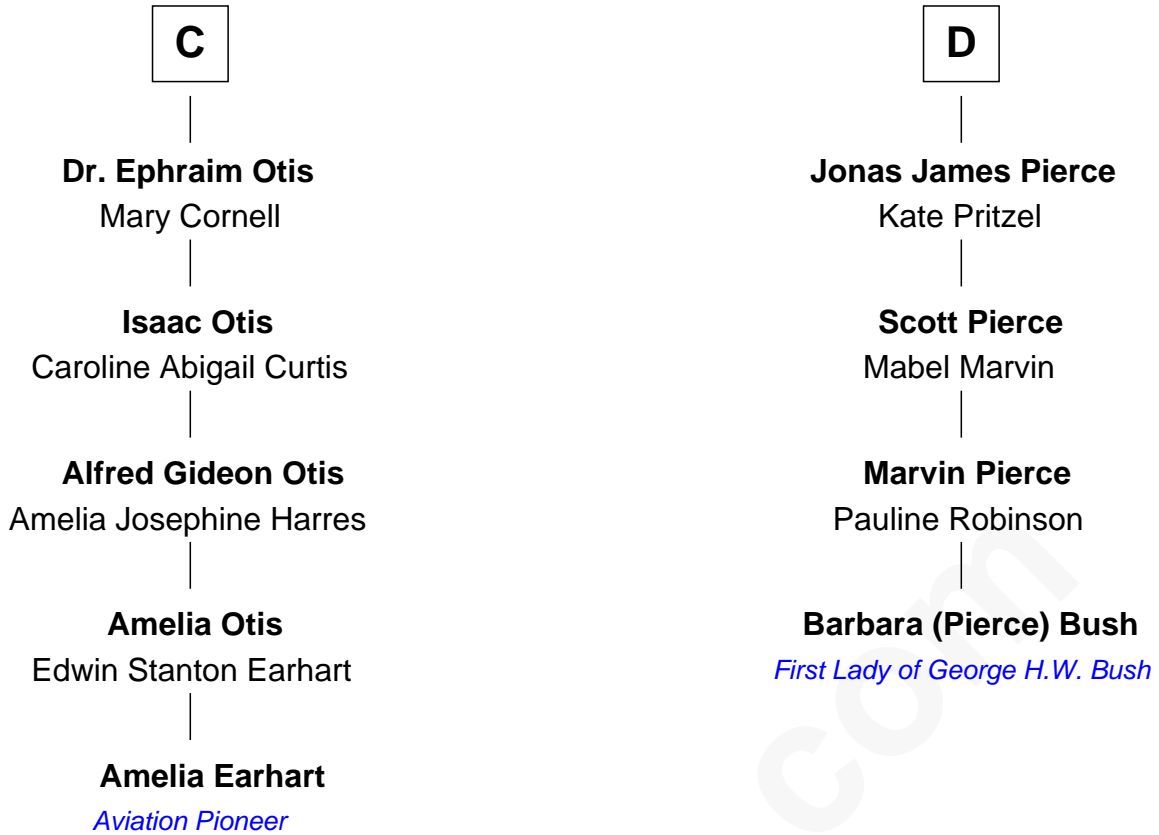 C
Dr. Ephraim Otis
Mary Cornell
Isaac Otis
Caroline Abigail Curtis
Alfred Gideon Otis
Amelia Josephine Harres
Amelia Otis
Edwin Stanton Earhart
Amelia Earhart
Aviation Pioneer
D
Jonas James Pierce
Kate Pritzel
Scott Pierce
Mabel Marvin
Marvin Pierce
Pauline Robinson
Barbara (Pierce) Bush
First Lady of George H.W. Bush
com